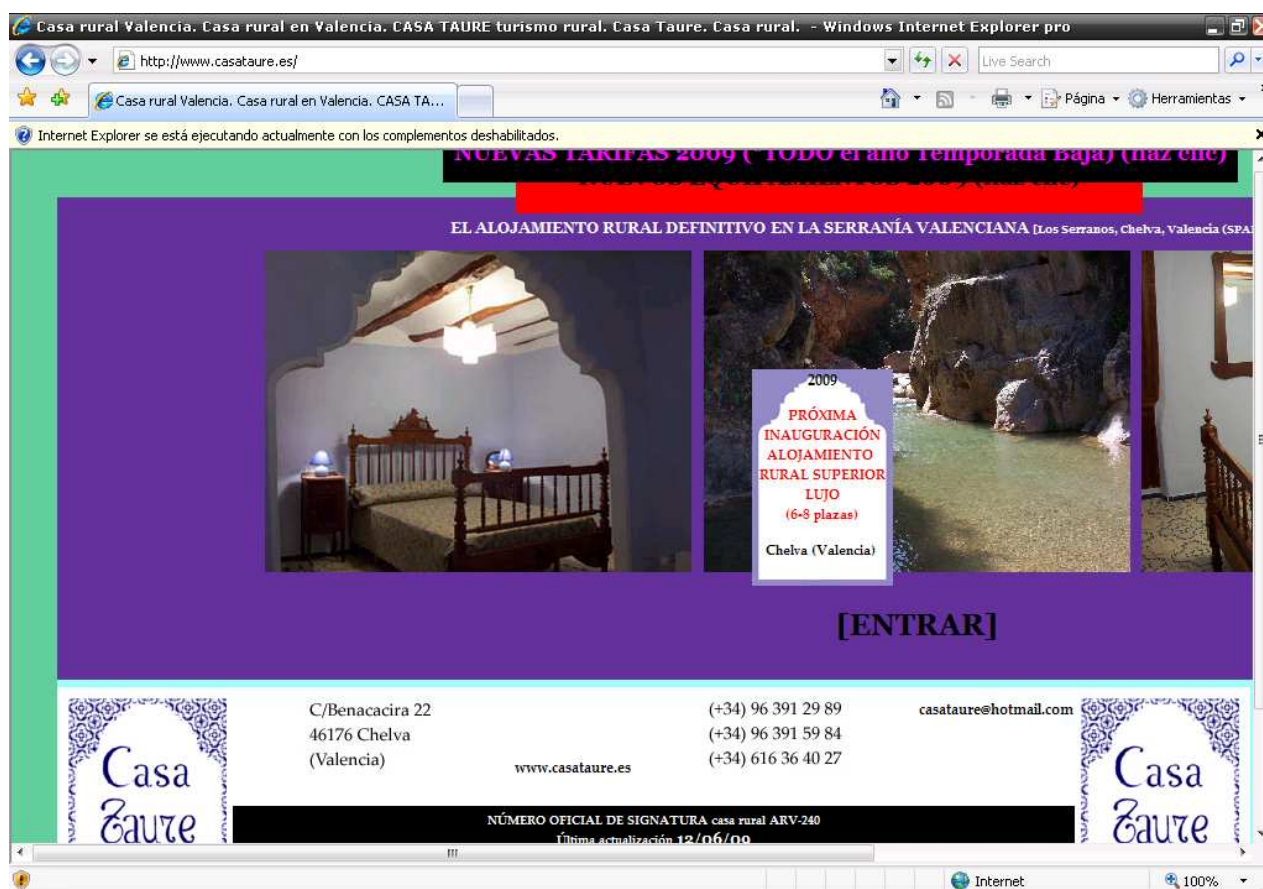 Casa rural Valencia. Casa rural en Valencia. CASA TAURE turismo rural. Casa Taure. Casa rural. - Windows Internet Explorer pro
http://www.casataure.es/
Live Search
Casa rural Valencia. Casa rural en Valencia. CASA TA...
Página
Herramientas
Internet Explorer se está ejecutando actualmente con los complementos deshabilitados.
NUEVAS TARIFAS 2009 (*TODO el año Temporada Baja) (haz clic)
NUEVOS EQUIPAMIENTOS 2009 (haz clic)
EL ALOJAMIENTO RURAL DEFINITIVO EN LA SERRANÍA VALENCIANA [Los Serranos, Chelva, Valencia (SPA
2009
PRÓXIMA
INAUGURACIÓN
ALOJAMIENTO
RURAL SUPERIOR
LUJO
(6-8 plazas)
Chelva (Valencia)
[ENTRAR]
Casa
Taure
C/Benacacira 22
46176 Chelva
(Valencia)
www.casataure.es
(+34) 96 391 29 89
(+34) 96 391 59 84
(+34) 616 36 40 27
casataure@hotmail.com
Casa
Taure
NÚMERO OFICIAL DE SIGNATURA casa rural ARV-240
Última actualización 12/06/09
Internet
100%